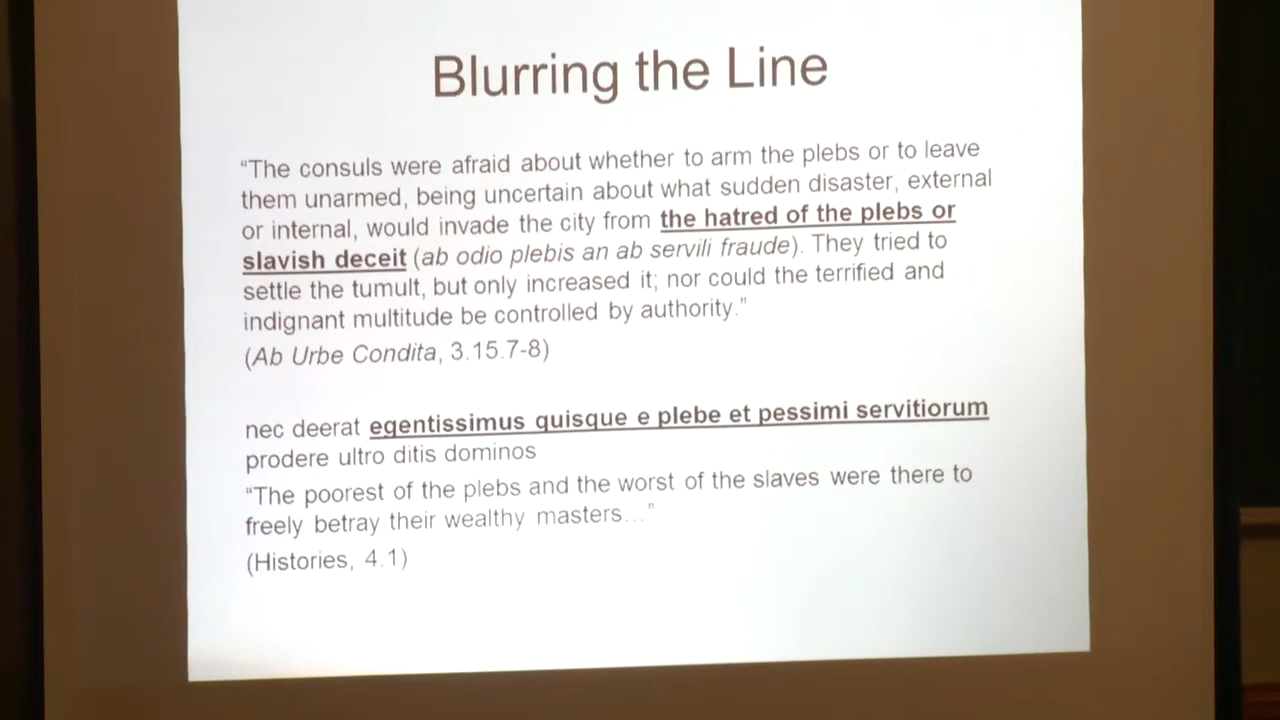 Blurring the Line
“The consuls were afraid about whether to arm the plebs or to leave
them unarmed, being uncertain about what sudden disaster, external
or internal, would invade the city from the hatred of the plebs or
slavish deceit (ab odio plebis an ab servili fraude). They tried to
settle the tumult, but only increased it; nor could the terrified and
indignant multitude be controlled by authority.”
(Ab Urbe Condita, 3.15.7-8)
nec deerat egentissimus quisque e plebe et pessimi servitiorum
prodere ultro ditis dominos
“The poorest of the plebs and the worst of the slaves were there to
freely betray their wealthy masters…”
(Histories, 4.1)